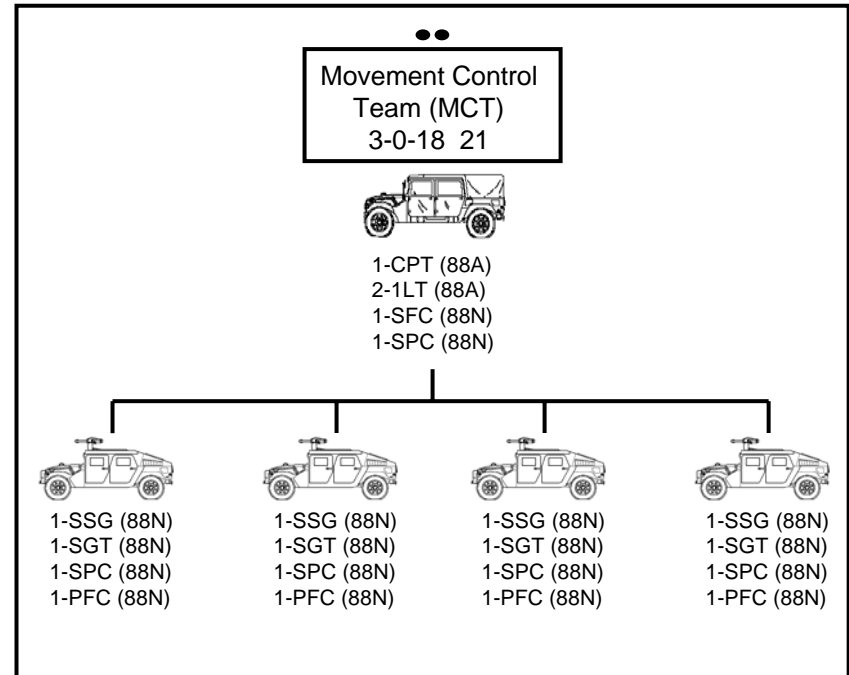 Movement Control
Team (MCT)
3-0-18 21
1-CPT (88A)
2-1LT (88A)
1-SFC (88N)
1-SPC (88N)
1-SSG (88N)
1-SGT (88N)
1-SPC (88N)
1-PFC (88N)
1-SSG (88N)
1-SGT (88N)
1-SPC (88N)
1-PFC (88N)
1-SSG (88N)
1-SGT (88N)
1-SPC (88N)
1-PFC (88N)
1-SSG (88N)
1-SGT (88N)
1-SPC (88N)
1-PFC (88N)